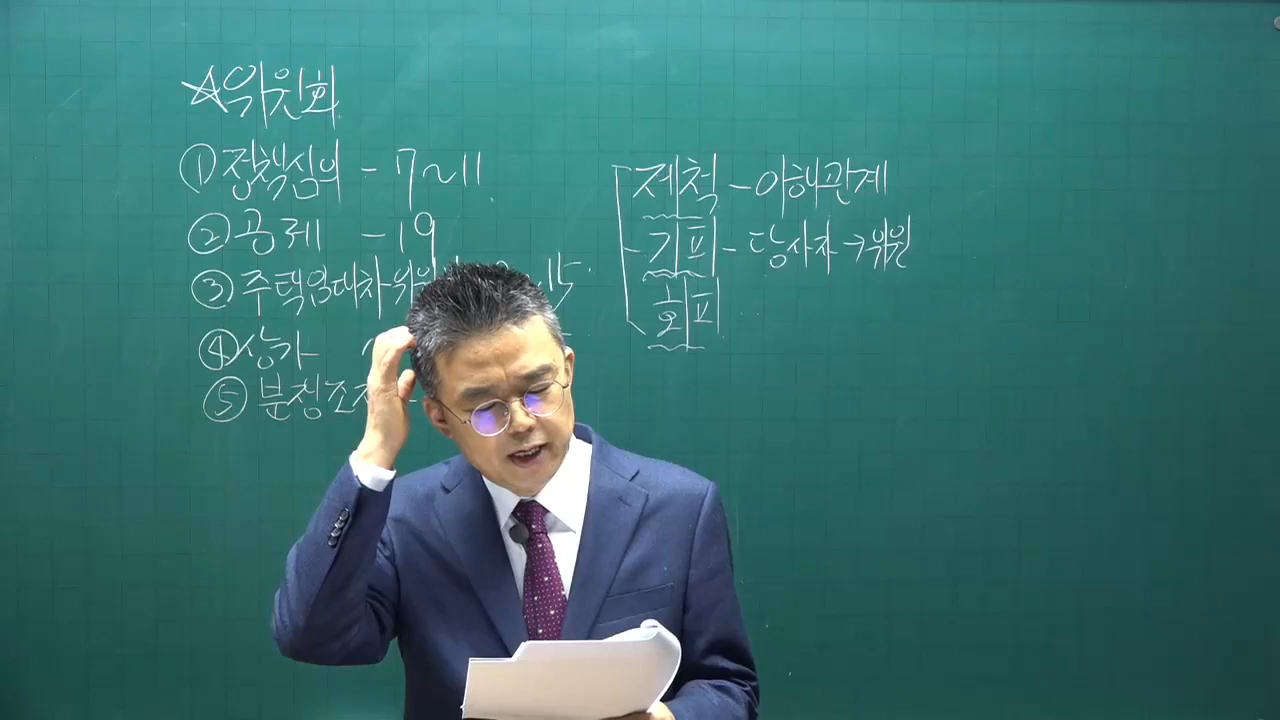 ☆위원회
① 정책심의 - 7~11
② 공제 - 19
③ 주택임대차위원 15
④ 상가
⑤ 분쟁조정 -
제척 - 이해관계
기피 - 당사자 → 위원
회피